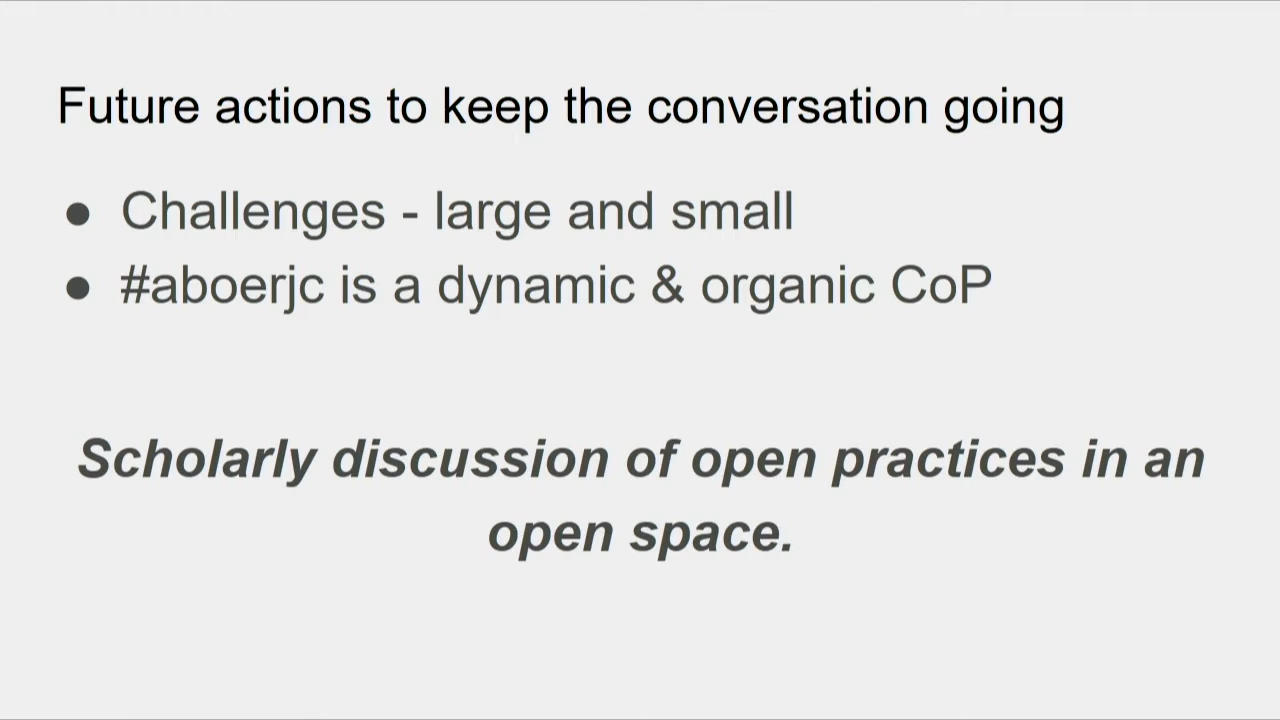 Future actions to keep the conversation going
● Challenges - large and small
● #aboerjc is a dynamic & organic CoP
Scholarly discussion of open practices in an
open space.